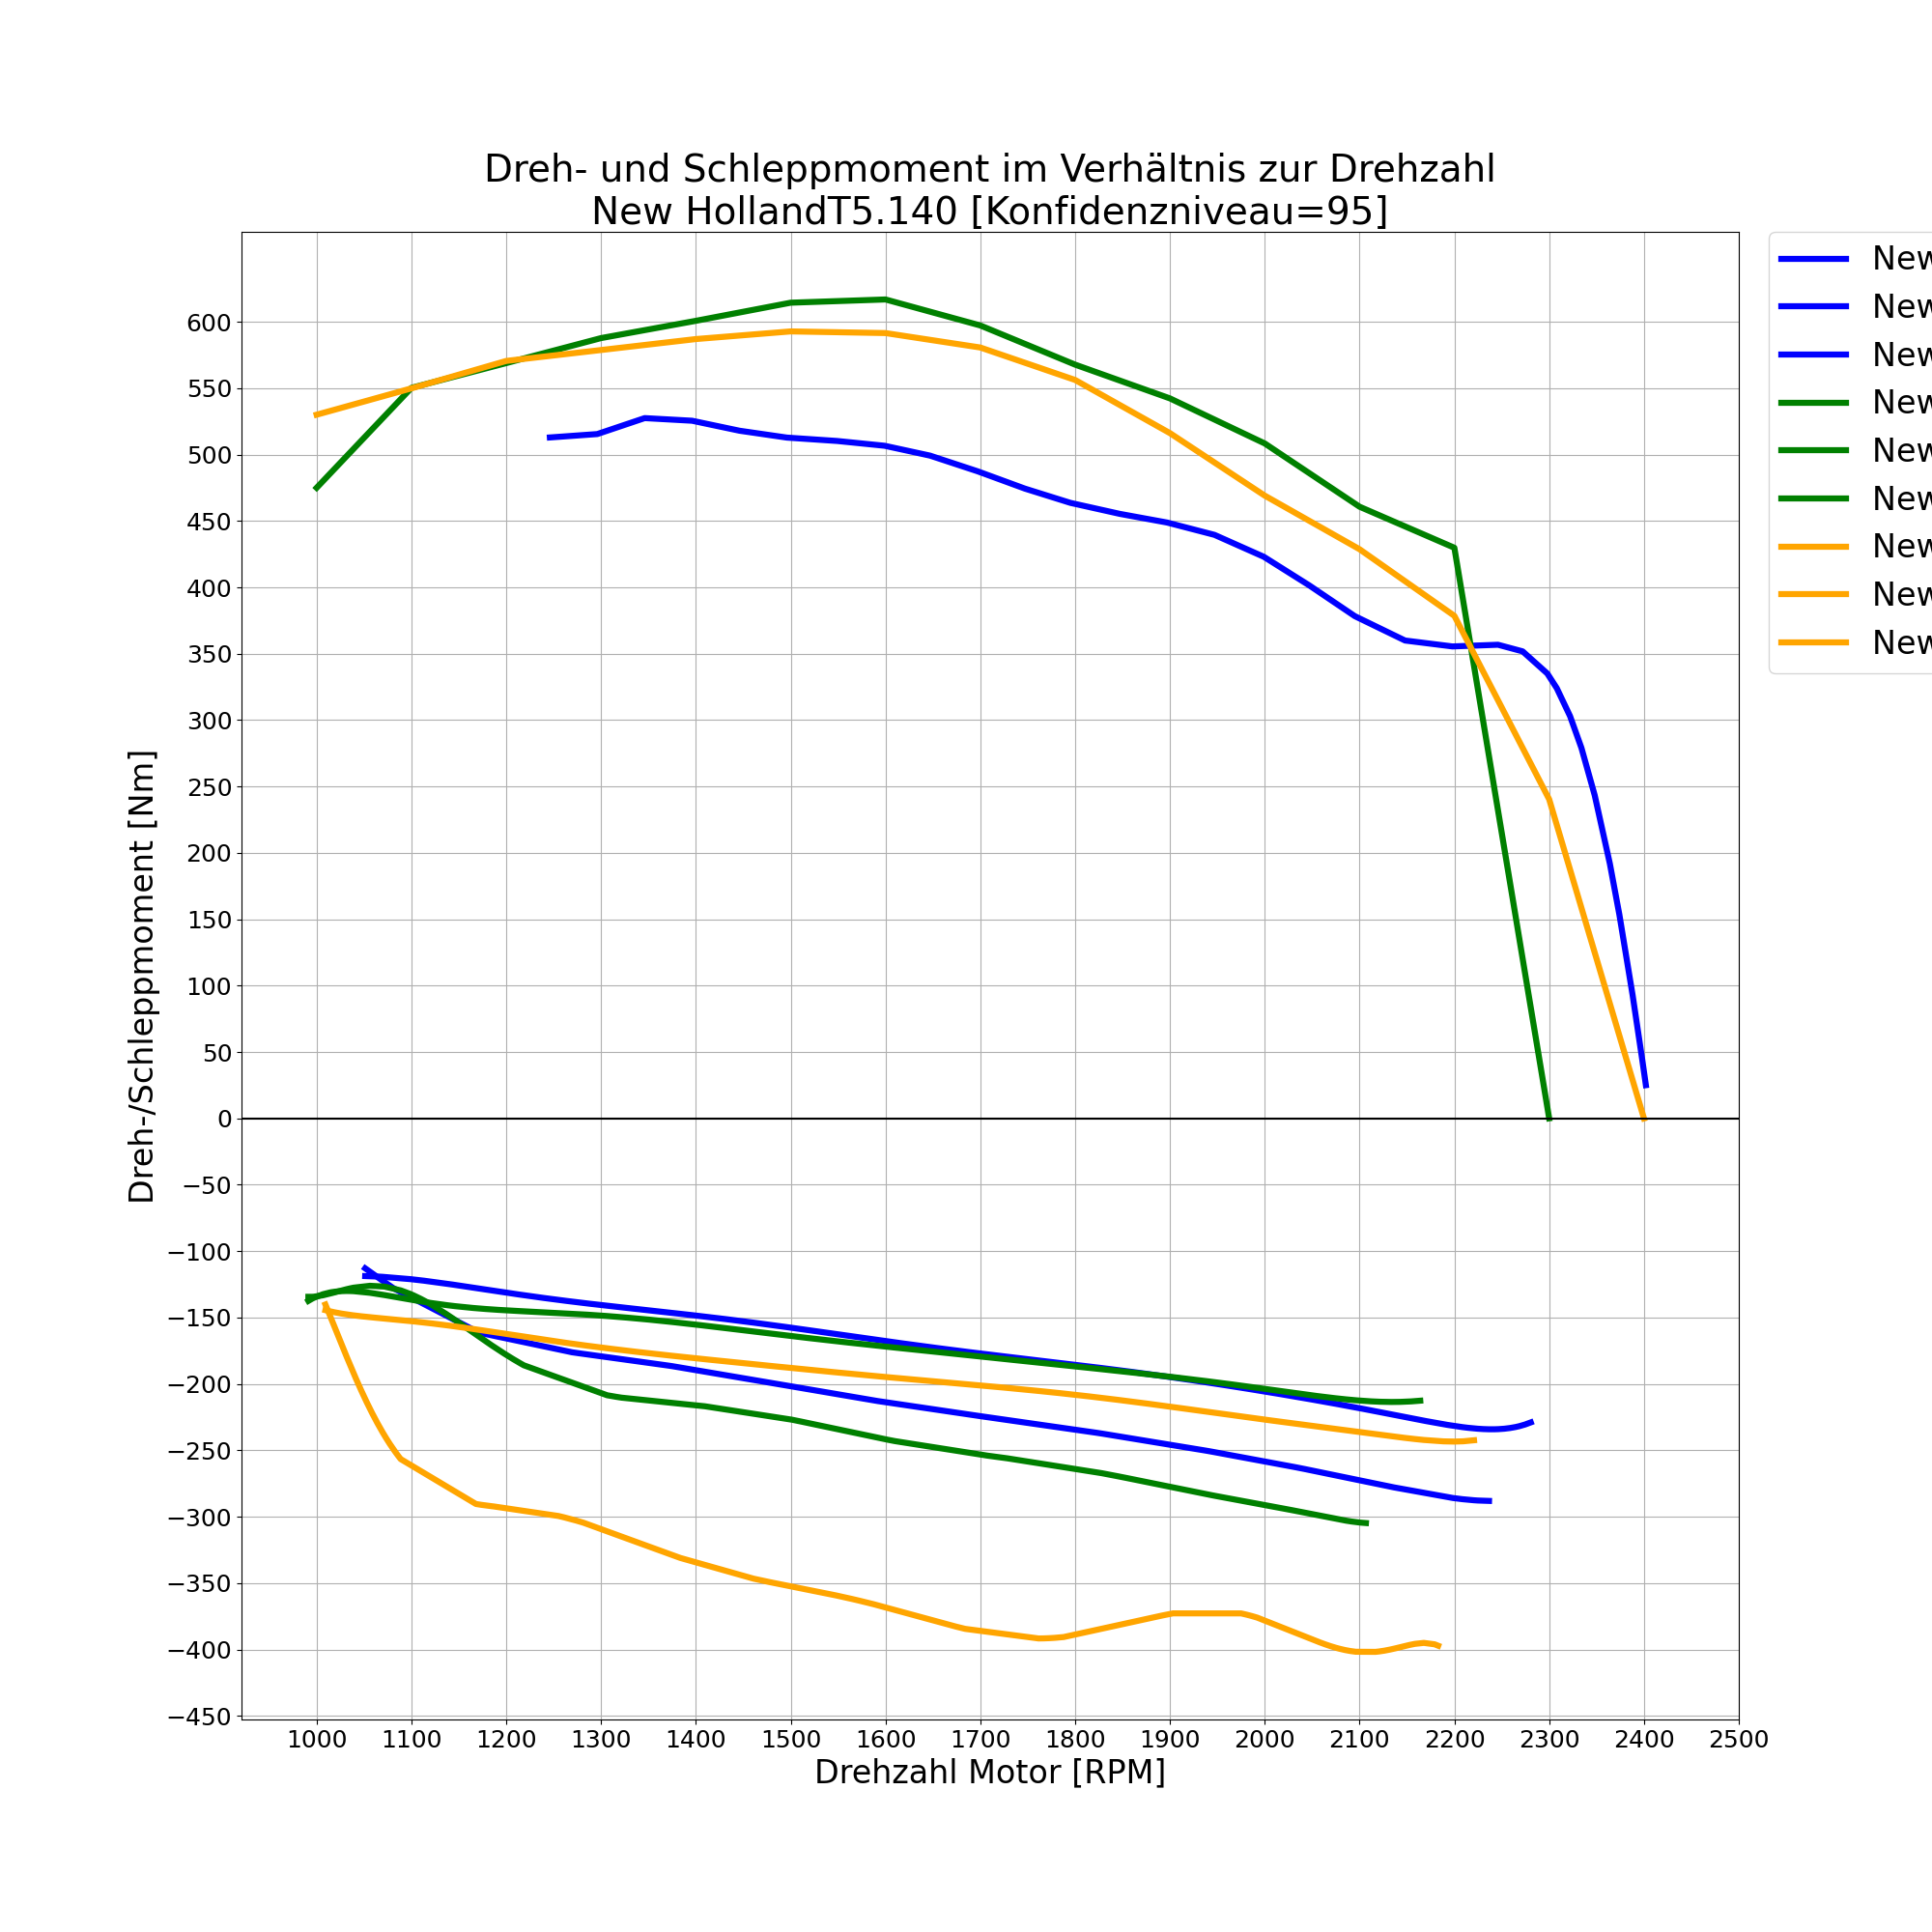 Dreh- und Schleppmoment im Verhältnis zur Drehzahl
New HollandT5.140 [Konfidenzniveau=95]
Dreh-/Schleppmoment [Nm]
600
550
500
450
400
350
300
250
200
150
100
50
0
−50
−100
−150
−200
−250
−300
−350
−400
−450
1000 1100 1200 1300 1400 1500 1600 1700 1800 1900 2000 2100 2200 2300 2400 2500
Drehzahl Motor [RPM]
New
New
New
New
New
New
New
New
New